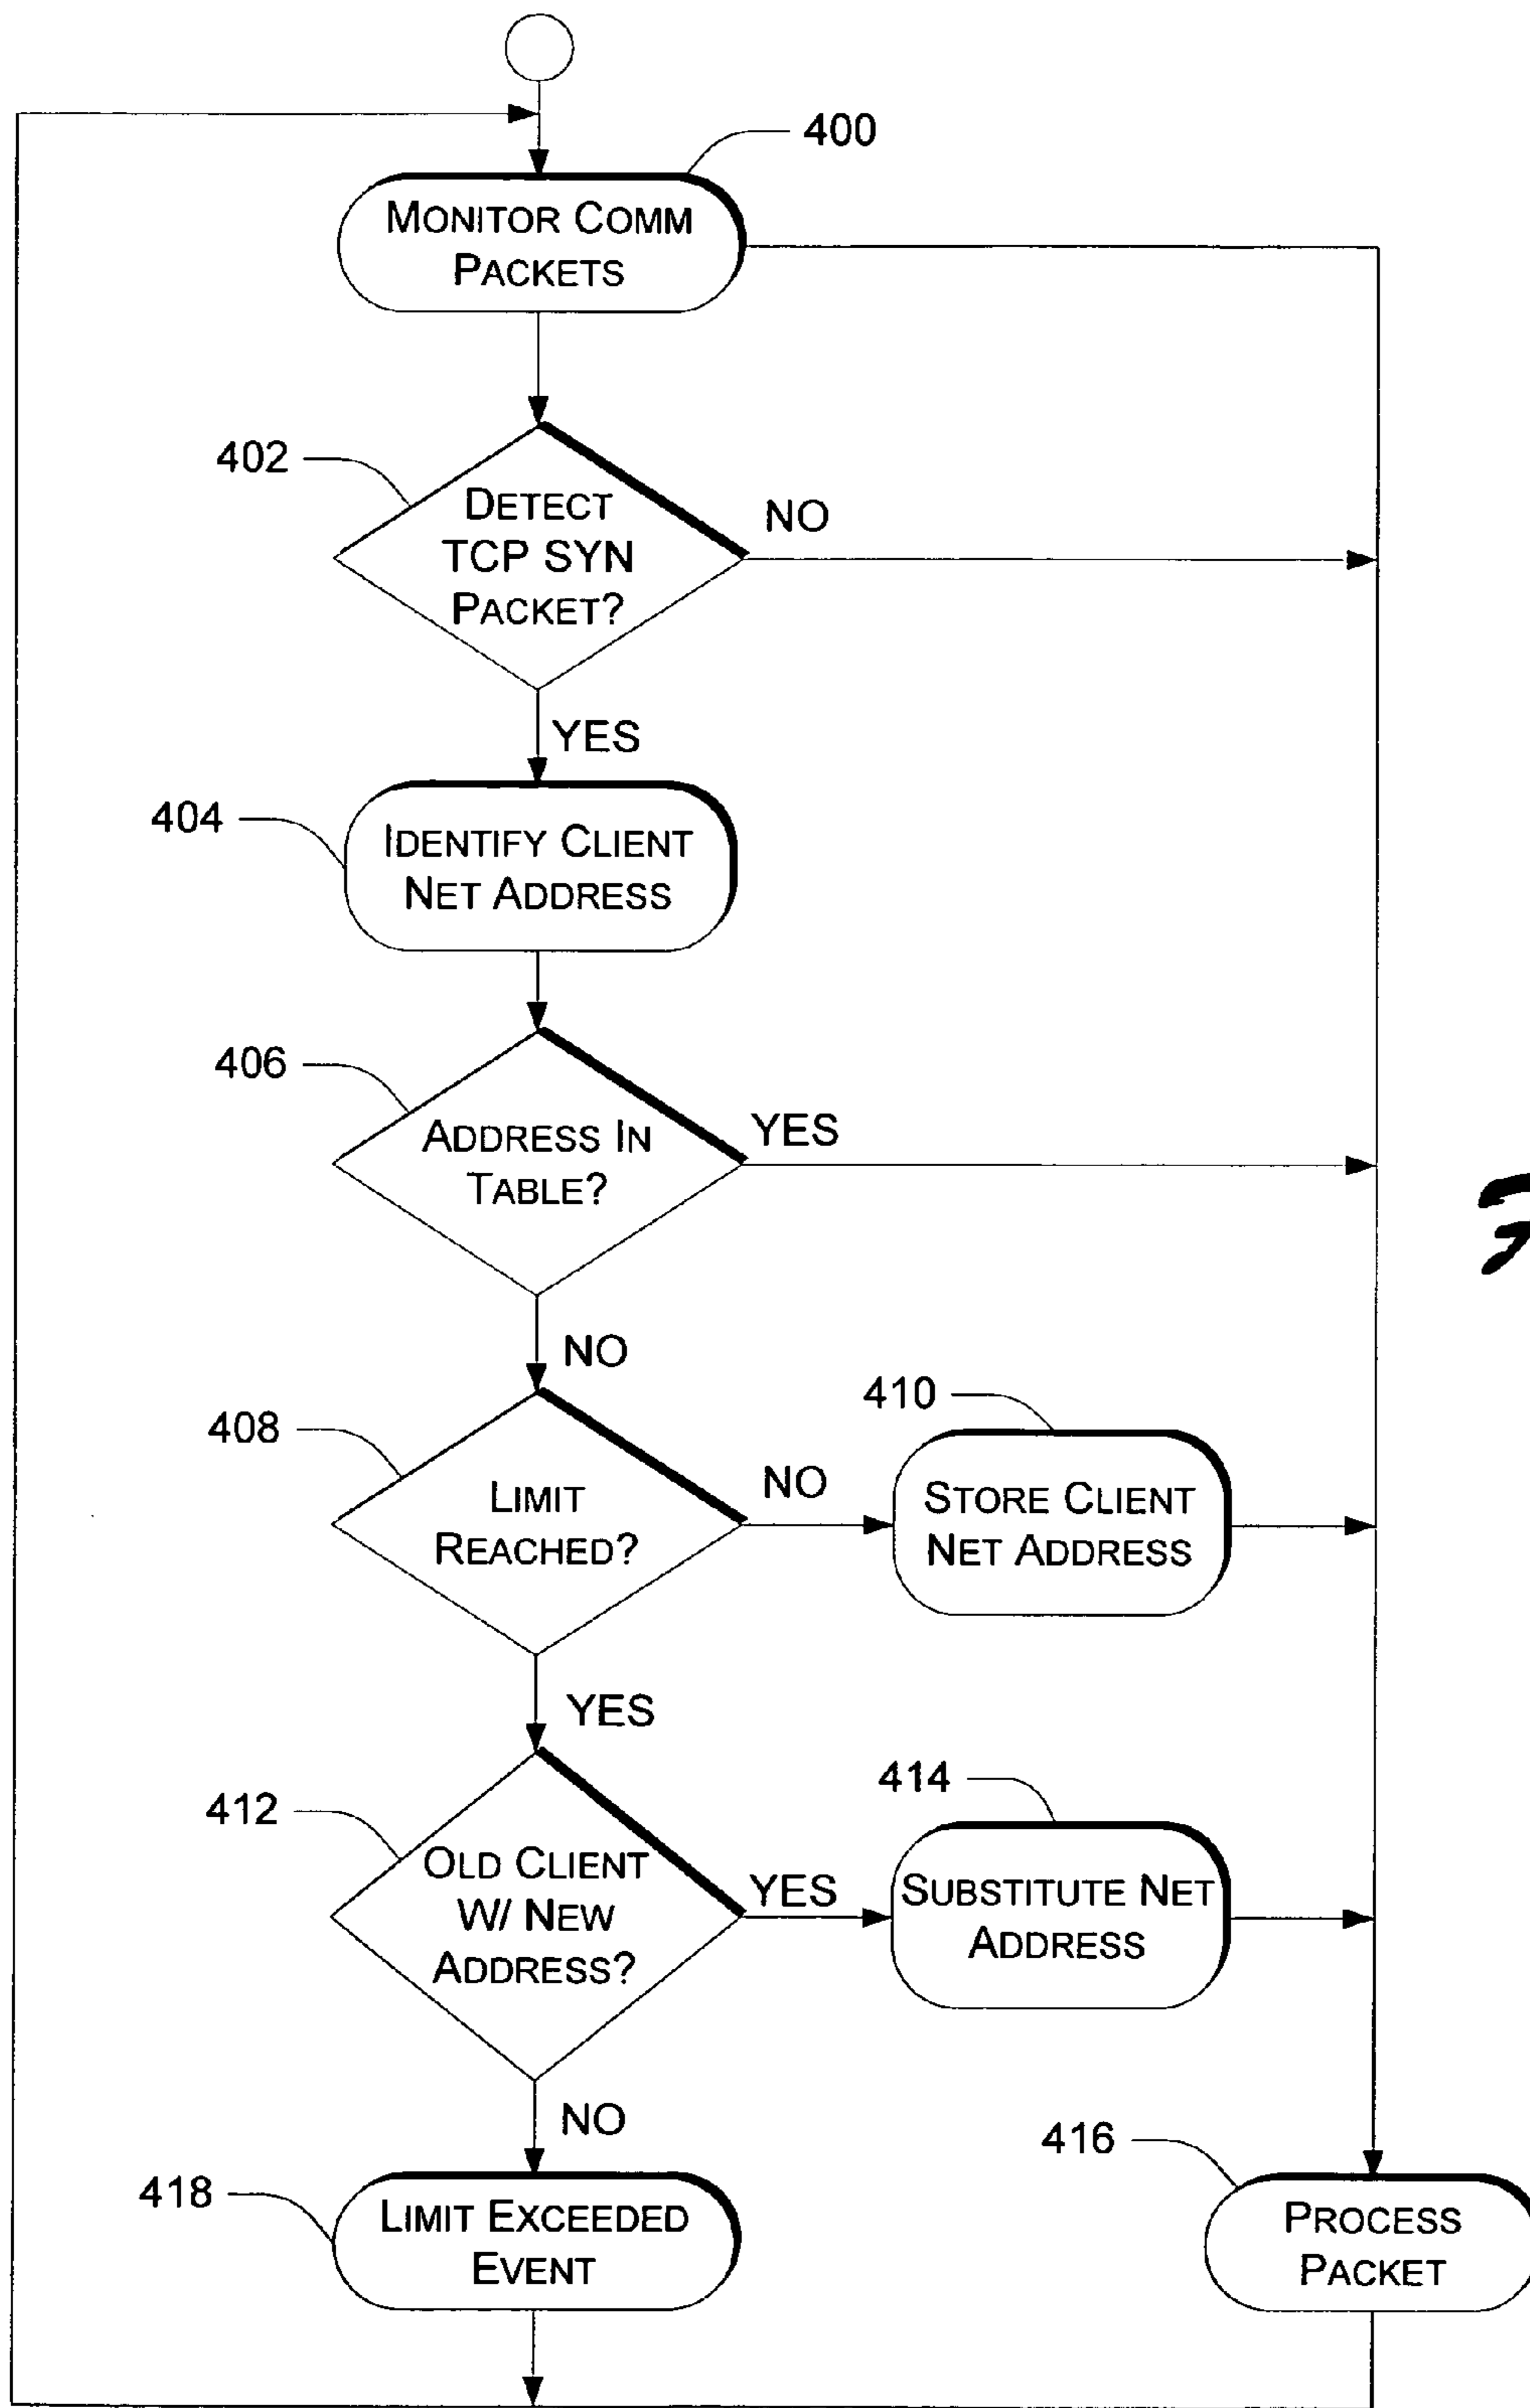 400
MONITOR COMM
PACKETS
402
DETECT
TCP SYN
PACKET?
NO
YES
404
IDENTIFY CLIENT
NET ADDRESS
406
ADDRESS IN
TABLE?
YES
NO
408
LIMIT
REACHED?
NO
410
STORE CLIENT
NET ADDRESS
YES
412
OLD CLIENT
W/ NEW
ADDRESS?
YES
414
SUBSTITUTE NET
ADDRESS
NO
418
LIMIT EXCEEDED
EVENT
416
PROCESS
PACKET